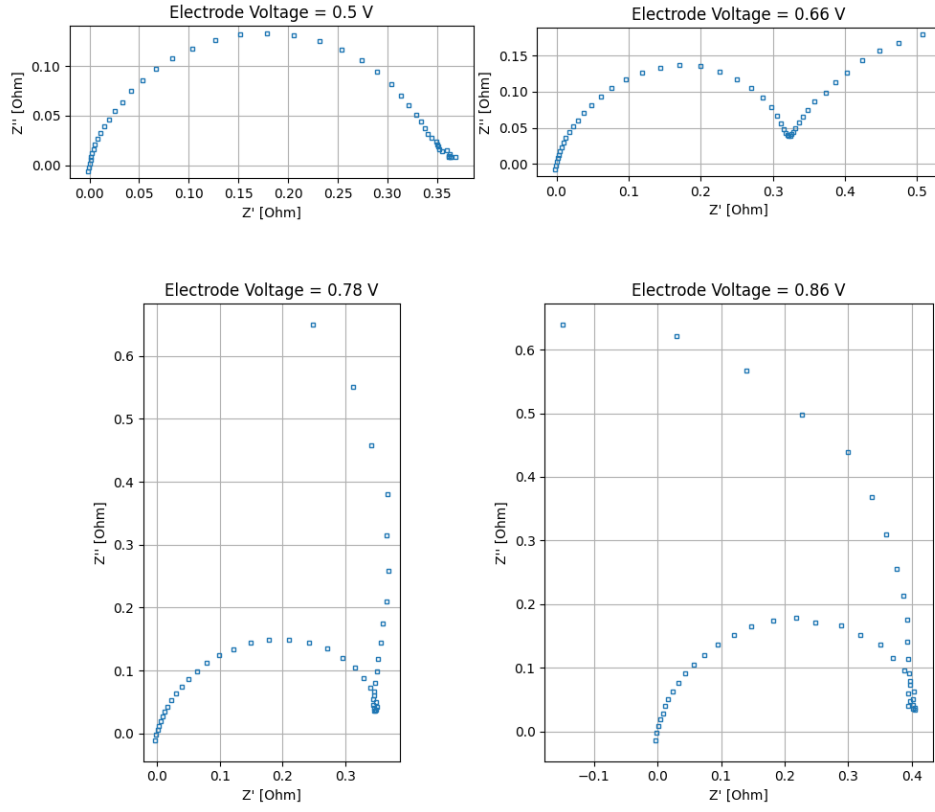 Electrode Voltage = 0.5 V
Z'' [Ohm]
0.10
0.05
0.00
0.00 0.05 0.10 0.15 0.20 0.25 0.30 0.35
Z' [Ohm]
Electrode Voltage = 0.66 V
Z'' [Ohm]
0.15
0.10
0.05
0.00
0.0 0.1 0.2 0.3 0.4 0.5
Z' [Ohm]
Electrode Voltage = 0.78 V
Z'' [Ohm]
0.6
0.5
0.4
0.3
0.2
0.1
0.0
0.0 0.1 0.2 0.3
Z' [Ohm]
Electrode Voltage = 0.86 V
Z'' [Ohm]
0.6
0.5
0.4
0.3
0.2
0.1
0.0
−0.1 0.0 0.1 0.2 0.3 0.4
Z' [Ohm]